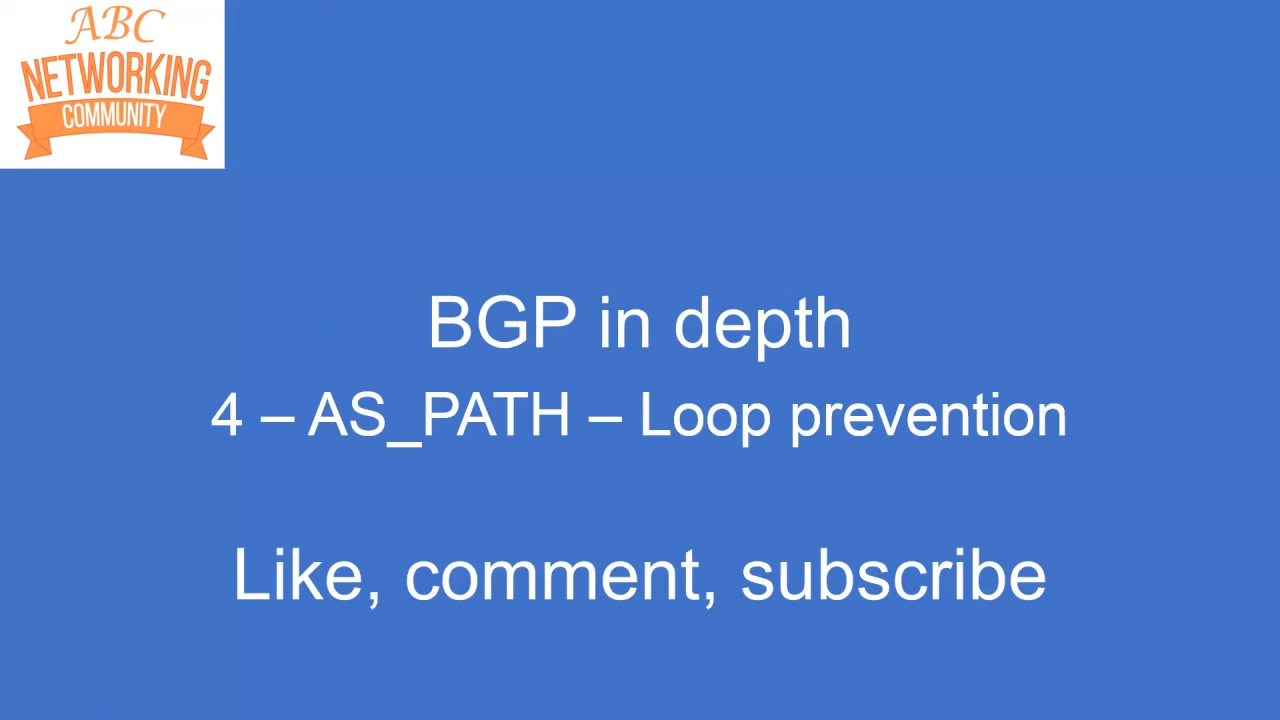 ABC
NETWORKING
COMMUNITY
BGP in depth
4 – AS_PATH – Loop prevention
Like, comment, subscribe